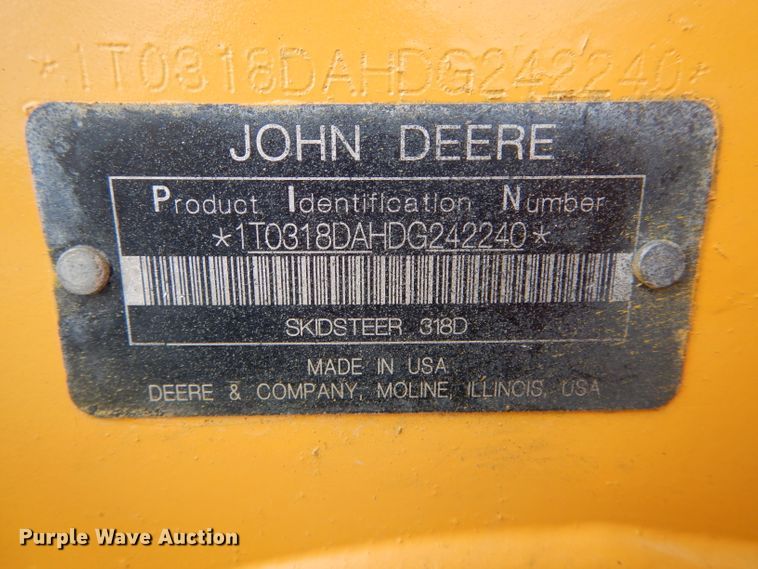 *1T0318DAHDG242240*
JOHN DEERE
Product Identification Number
*1T0318DAHDG242240*
SKIDSTEER 318D
MADE IN USA
DEERE & COMPANY, MOLINE, ILLINOIS, USA
Purple Wave Auction